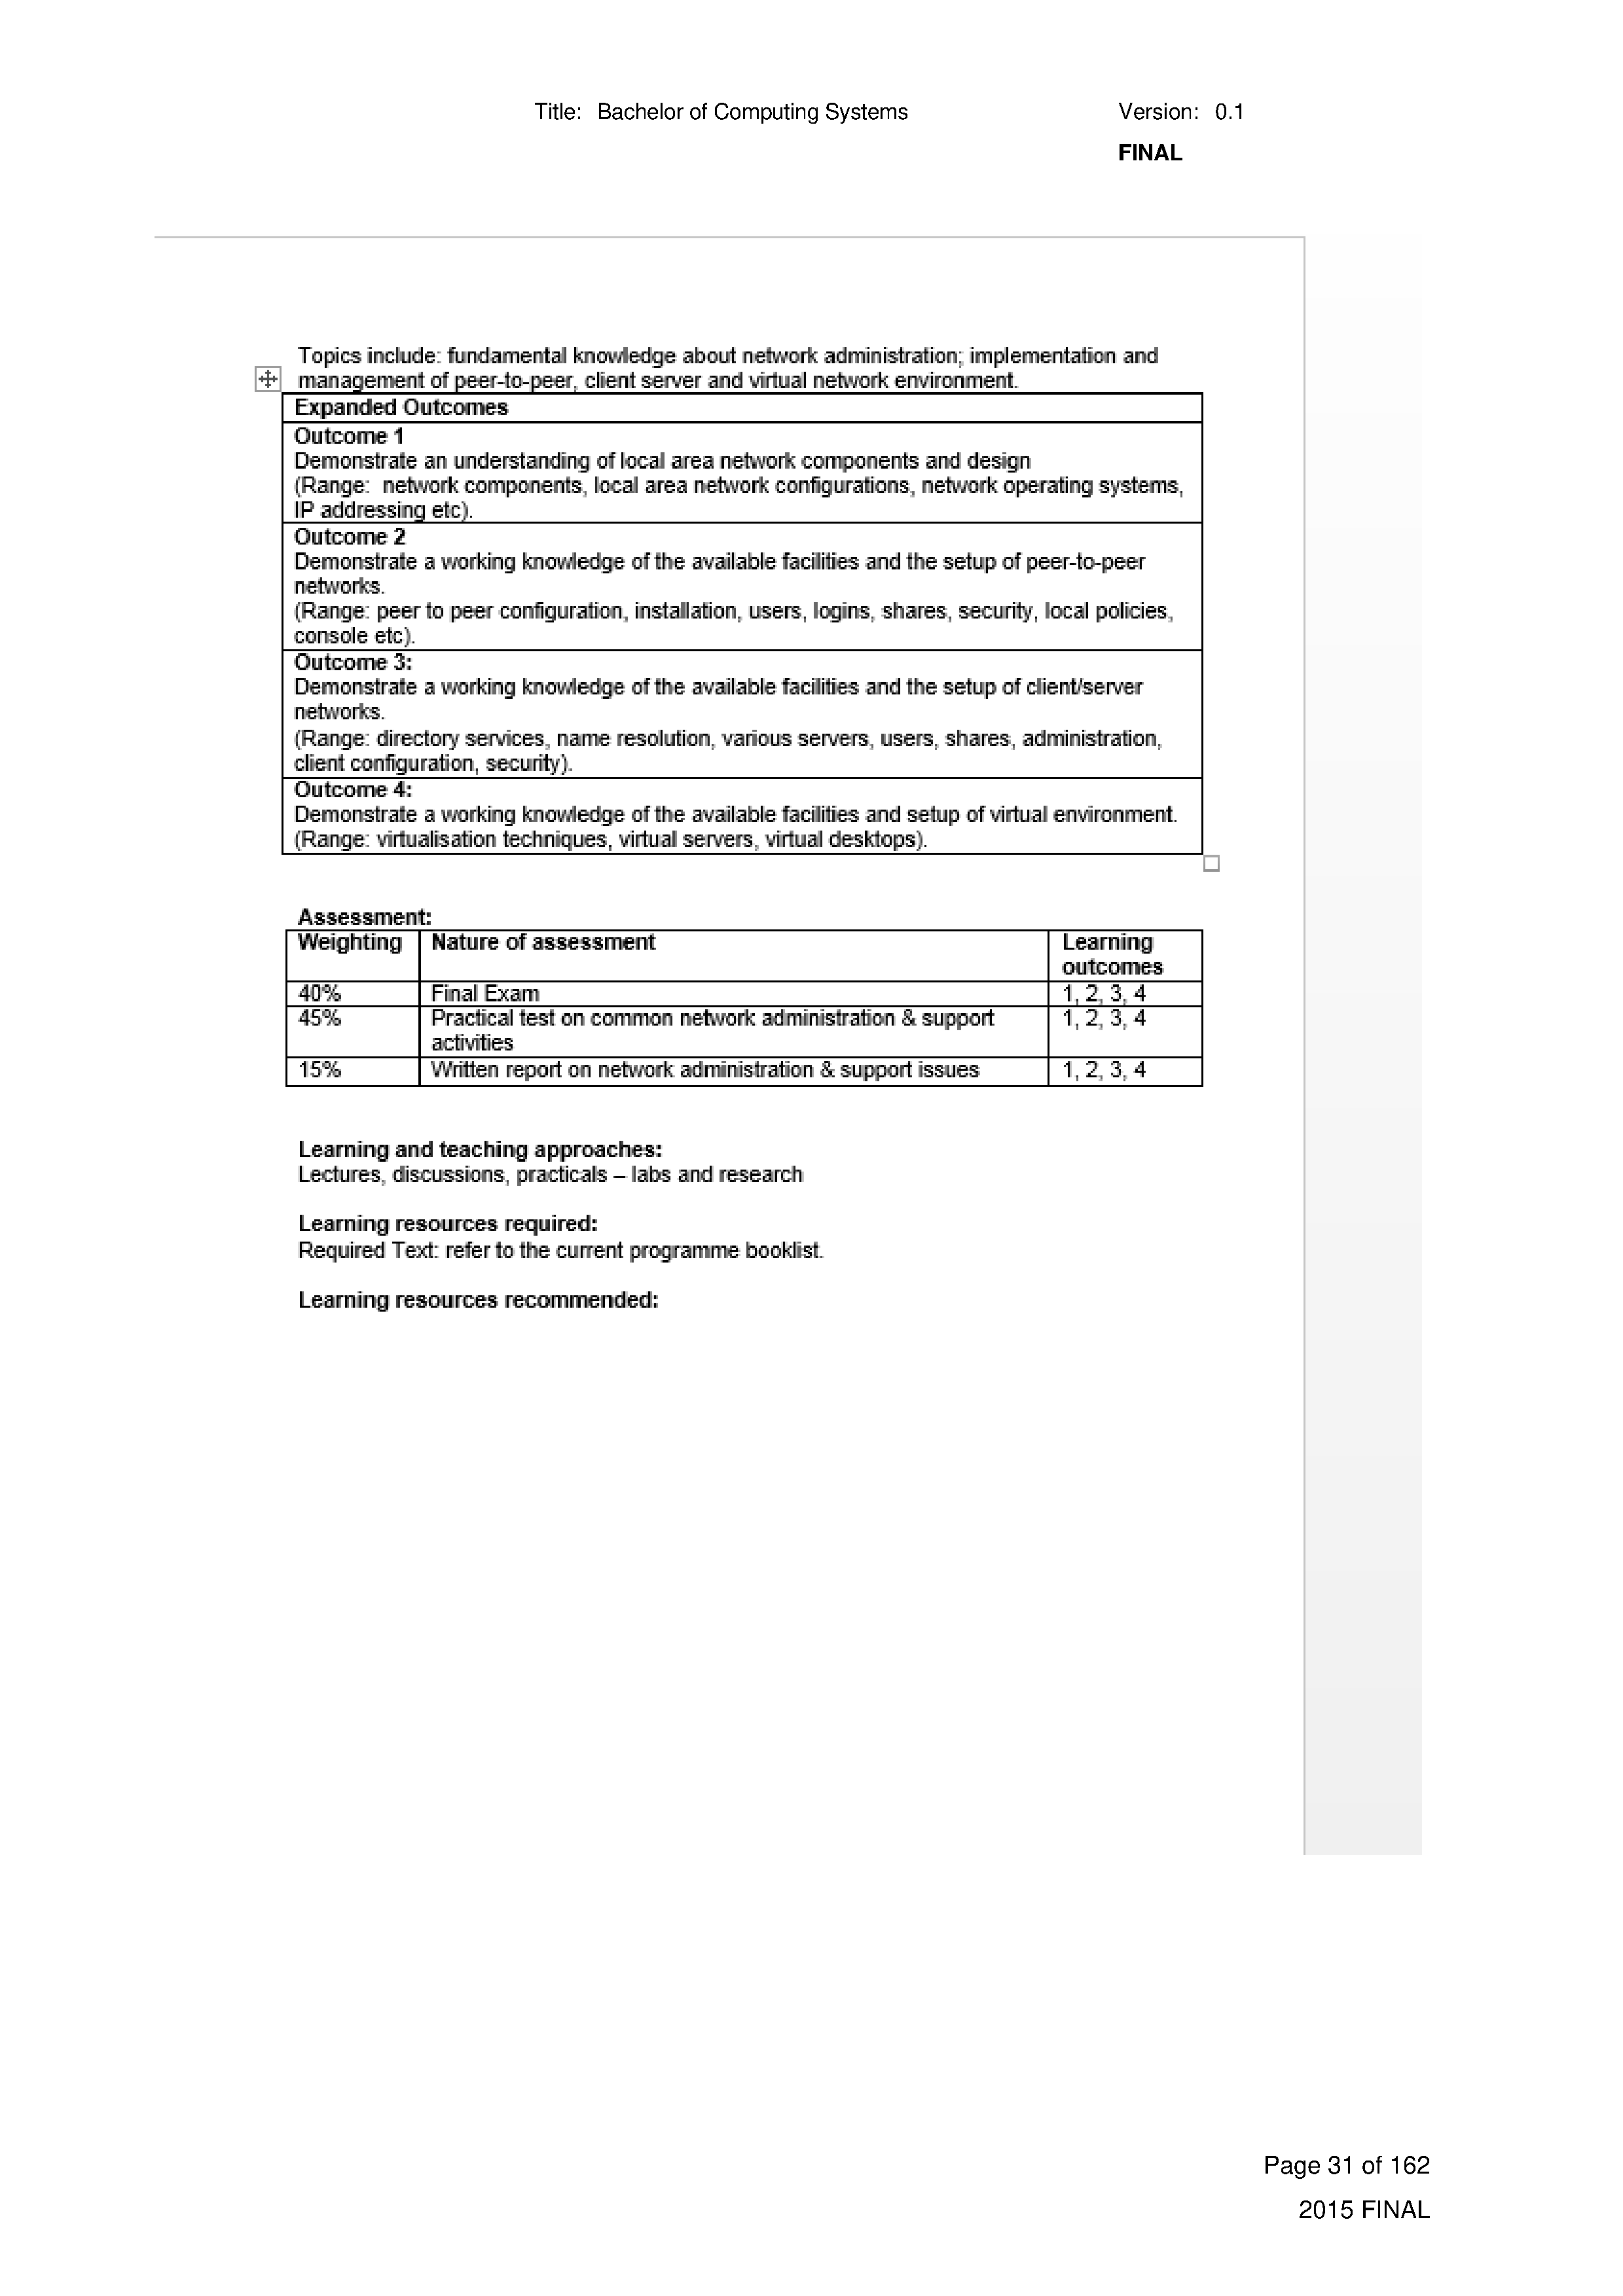 Title: Bachelor of Computing Systems Version: 0.1
FINAL
Topics include: fundamental knowledge about network administration; implementation and
management of peer-to-peer, client server and virtual network environment.
Expanded Outcomes
Outcome 1
Demonstrate an understanding of local area network components and design
(Range: network components, local area network configurations, network operating systems,
IP addressing etc).
Outcome 2
Demonstrate a working knowledge of the available facilities and the setup of peer-to-peer
networks.
(Range: peer to peer configuration, installation, users, logins, shares, security, local policies,
console etc).
Outcome 3:
Demonstrate a working knowledge of the available facilities and the setup of client/server
networks.
(Range: directory services, name resolution, various servers, users, shares, administration,
client configuration, security).
Outcome 4:
Demonstrate a working knowledge of the available facilities and setup of virtual environment.
(Range: virtualisation techniques, virtual servers, virtual desktops).
Assessment:
Weighting Nature of assessment Learning
outcomes
40% Final Exam 1, 2, 3, 4
45% Practical test on common network administration & support 1, 2, 3, 4
activities
15% Written report on network administration & support issues 1, 2, 3, 4
Learning and teaching approaches:
Lectures, discussions, practicals – labs and research
Learning resources required:
Required Text: refer to the current programme booklist.
Learning resources recommended:
Page 31 of 162
2015 FINAL